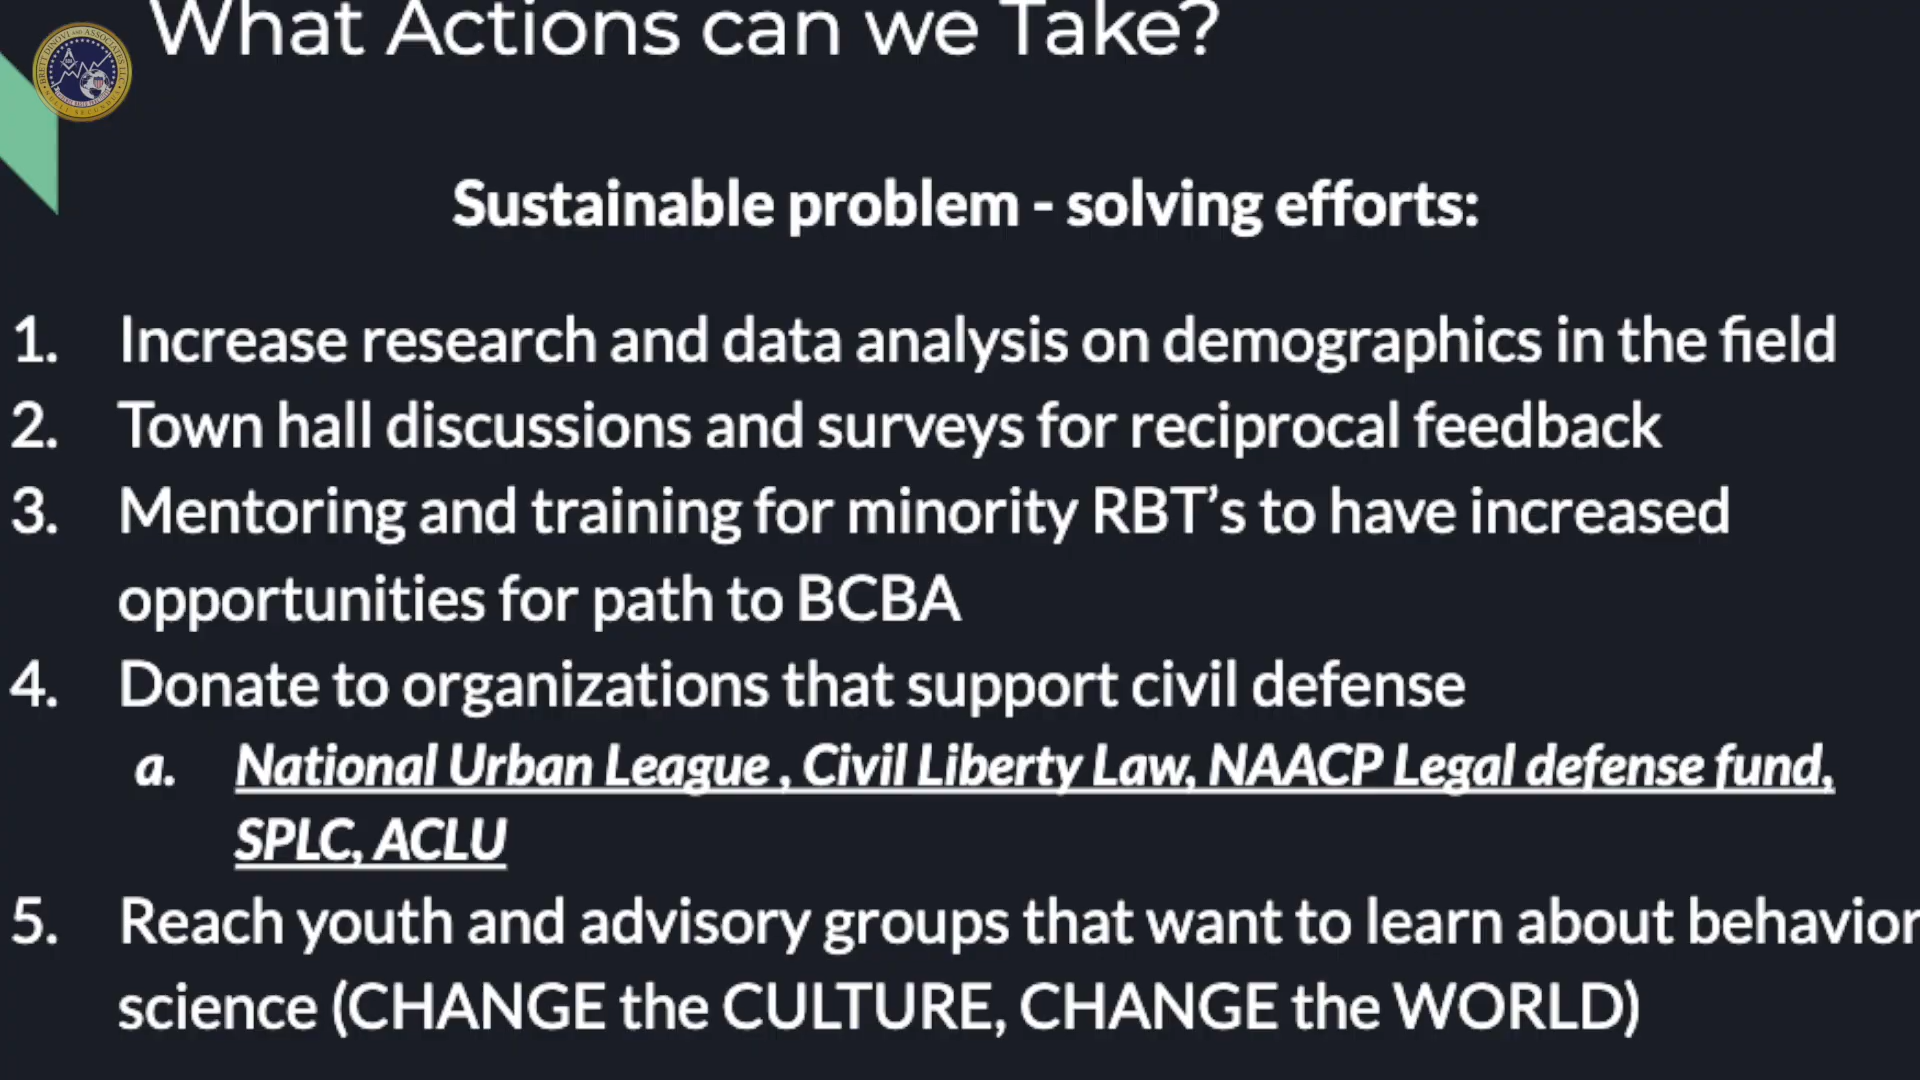 What Actions can we Take?
Sustainable problem - solving efforts:
1. Increase research and data analysis on demographics in the field
2. Town hall discussions and surveys for reciprocal feedback
3. Mentoring and training for minority RBT’s to have increased
opportunities for path to BCBA
4. Donate to organizations that support civil defense
a. National Urban League , Civil Liberty Law, NAACP Legal defense fund,
SPLC, ACLU
5. Reach youth and advisory groups that want to learn about behavior
science (CHANGE the CULTURE, CHANGE the WORLD)